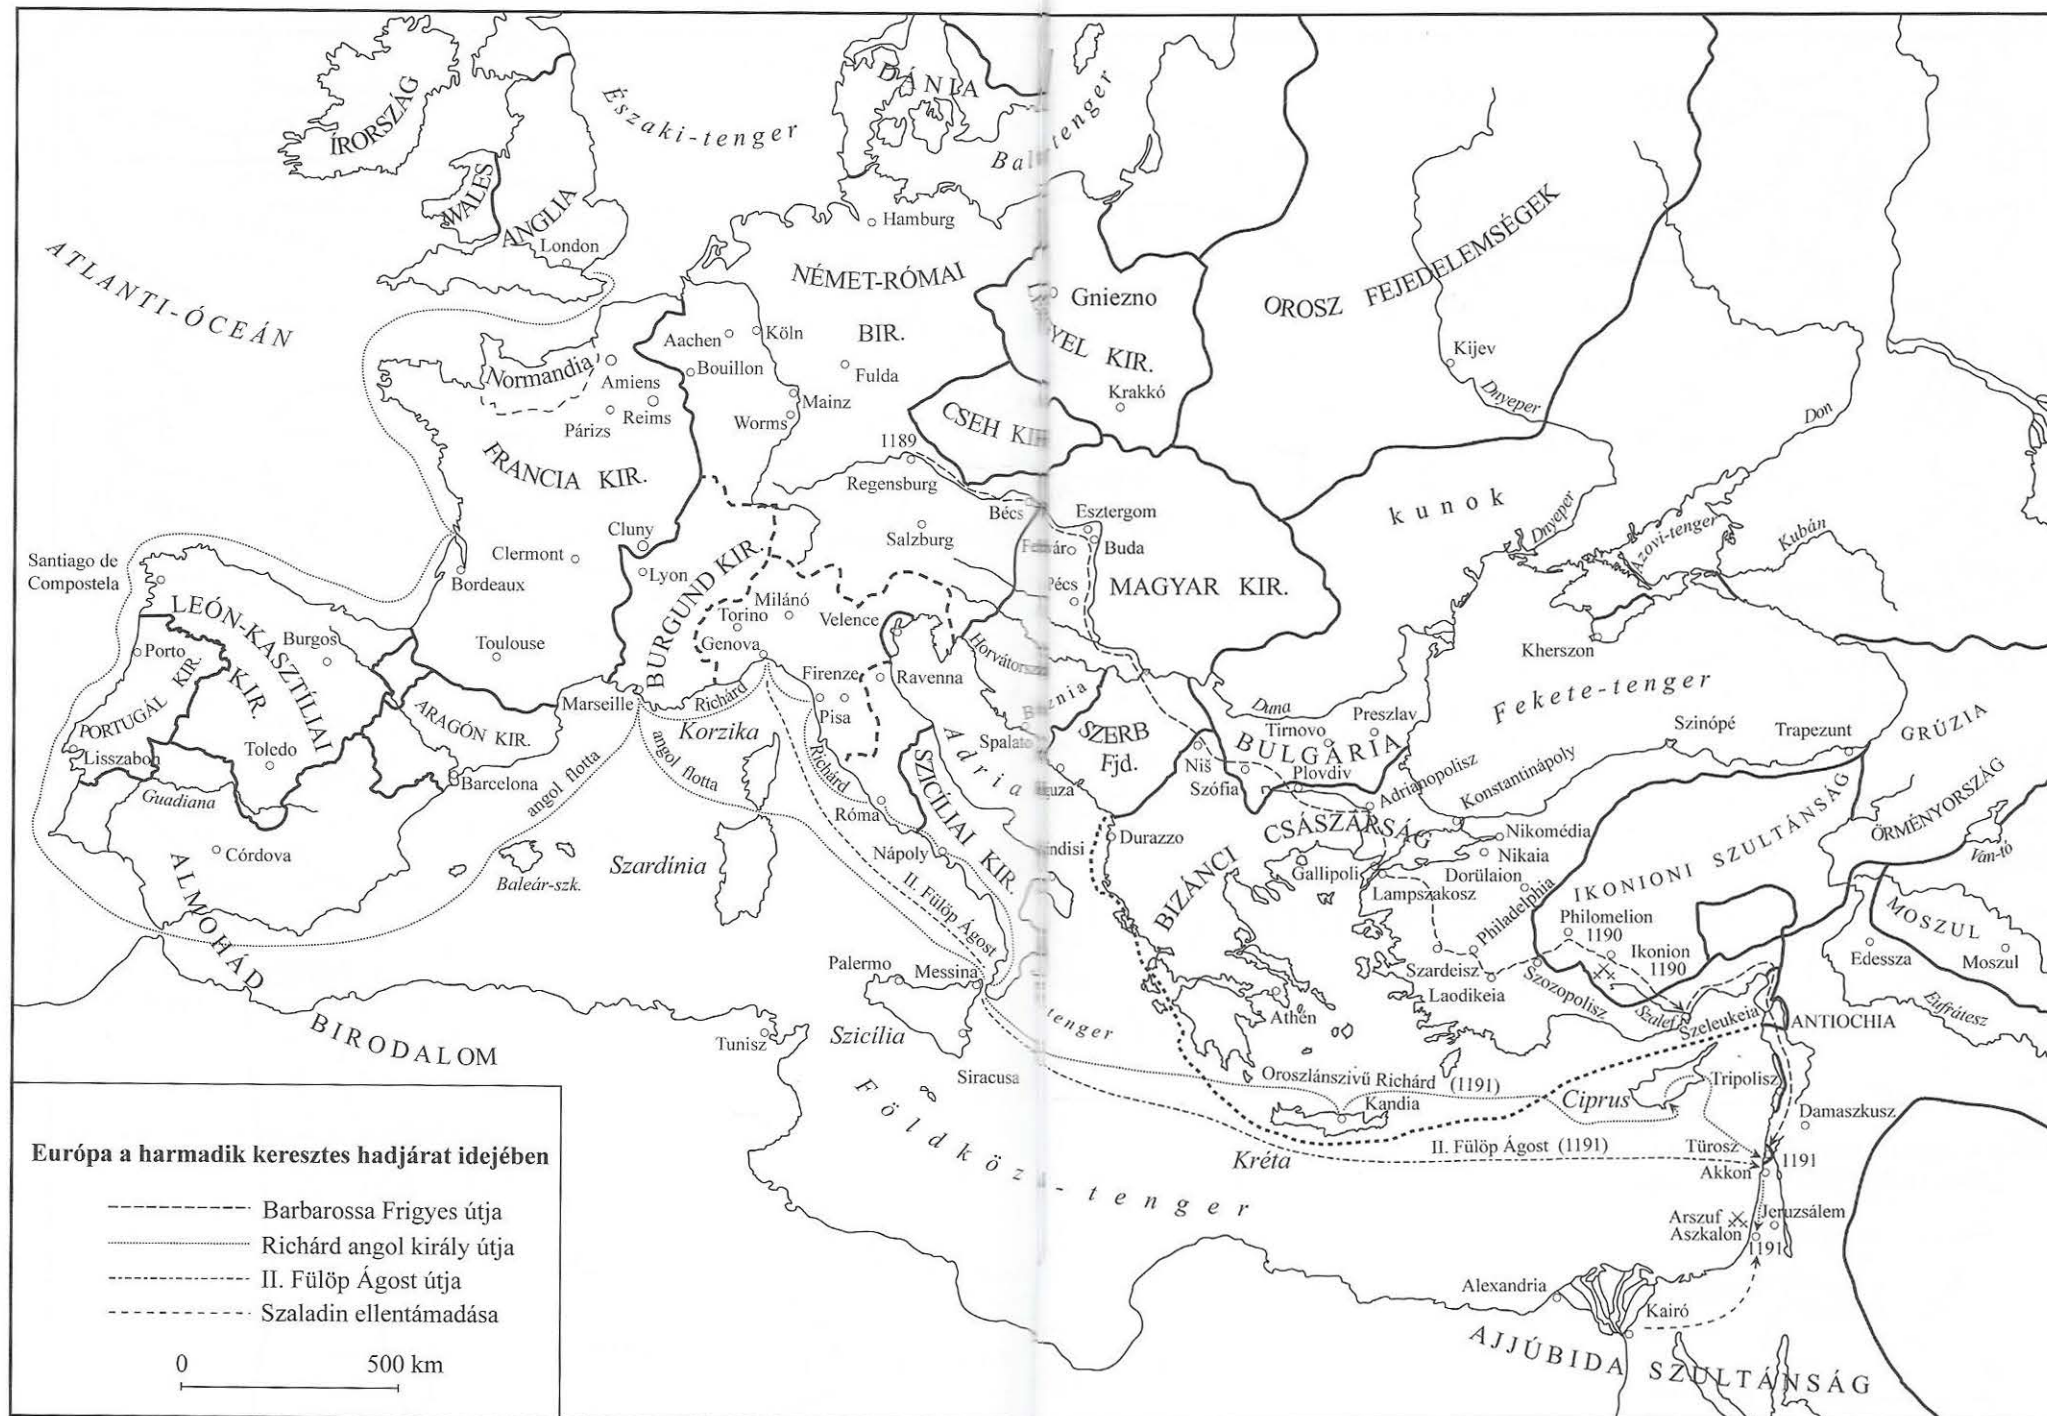 DÁNIA
Északi-tenger
ÍRORSZÁG
WALES
ANGLIA
London
Hamburg
ATLANTI-ÓCEÁN
NÉMET-RÓMAI
BIR.
Gniezno
YEL KIR.
Krakkó
OROSZ FEJEDELEMSÉGEK
Kijev
Dnyeper
Don
Aachen
Köln
Bouillon
Fulda
Mainz
Worms
Normandia
Amiens
Reims
Párizs
FRANCIA KIR.
CSEH
1189
Regensburg
Bécs
Esztergom
Buda
Salzburg
Pécs
MAGYAR KIR.
kunok
Dnyeper
Azovi-tenger
Kubán
Cluny
Clermont
Lyon
Bordeaux
Santiago de
Compostela
LEÓN-KASZTÍLIAI
KIR.
Burgos
Porto
PORTUGÁL KIR.
Lisszabon
Toledo
Guadiana
Toulouse
ARAGÓN KIR.
Barcelona
BURGUND KIR.
Torino
Milánó
Velence
Genova
Firenze
Pisa
Ravenna
Marseille
Richárd
Korzika
angol flotta
angol flotta
Richárd
Róma
Nápoly
SZICÍLIAI KIR.
Adria
Spalato
SZERB
Fjd.
Niš
Szófia
BULGÁRIA
Duna
Tirnovo
Preszlav
Plovdiv
Adrianopolisz
Konstantinápoly
Kherszon
Fekete-tenger
Szinópé
Trapezunt
GRÚZIA
ÖRMÉNYORSZÁG
Ván-tó
Durazzo
BIZÁNCI
CSÁSZÁRSÁG
Gallipoli
Lampszakosz
Nikomédia
Nikaia
Dorülaion
Philadelphia
IKONIONI SZULTÁNSÁG
Philomelion
1190
Ikonion
1190
Szardeisz
Laodikeia
Szozopolisz
Szalef
Szeleukeia
ANTIOCHIA
MOSZUL
Edessza
Moszul
Eufrátesz
Athén
Córdova
ALMOHÁD
BIRODALOM
Baleár-szk.
Szardínia
II. Fülöp Ágost
Palermo
Messina
Szicília
Siracusa
Tunisz
tenger
Oroszlánszívű Richárd (1191)
Kandia
Kréta
II. Fülöp Ágost (1191)
Ciprus
Tripolisz
Damaszkusz
Türosz
Akkon
1191
Arszuf
Aszkalon
Jeruzsálem
1191
Alexandria
Kairó
AJJÚBIDA SZULTÁNSÁG
Európa a harmadik keresztes hadjárat idejében
Barbarossa Frigyes útja
Richárd angol király útja
II. Fülöp Ágost útja
Szaladin ellentámadása
0 500 km